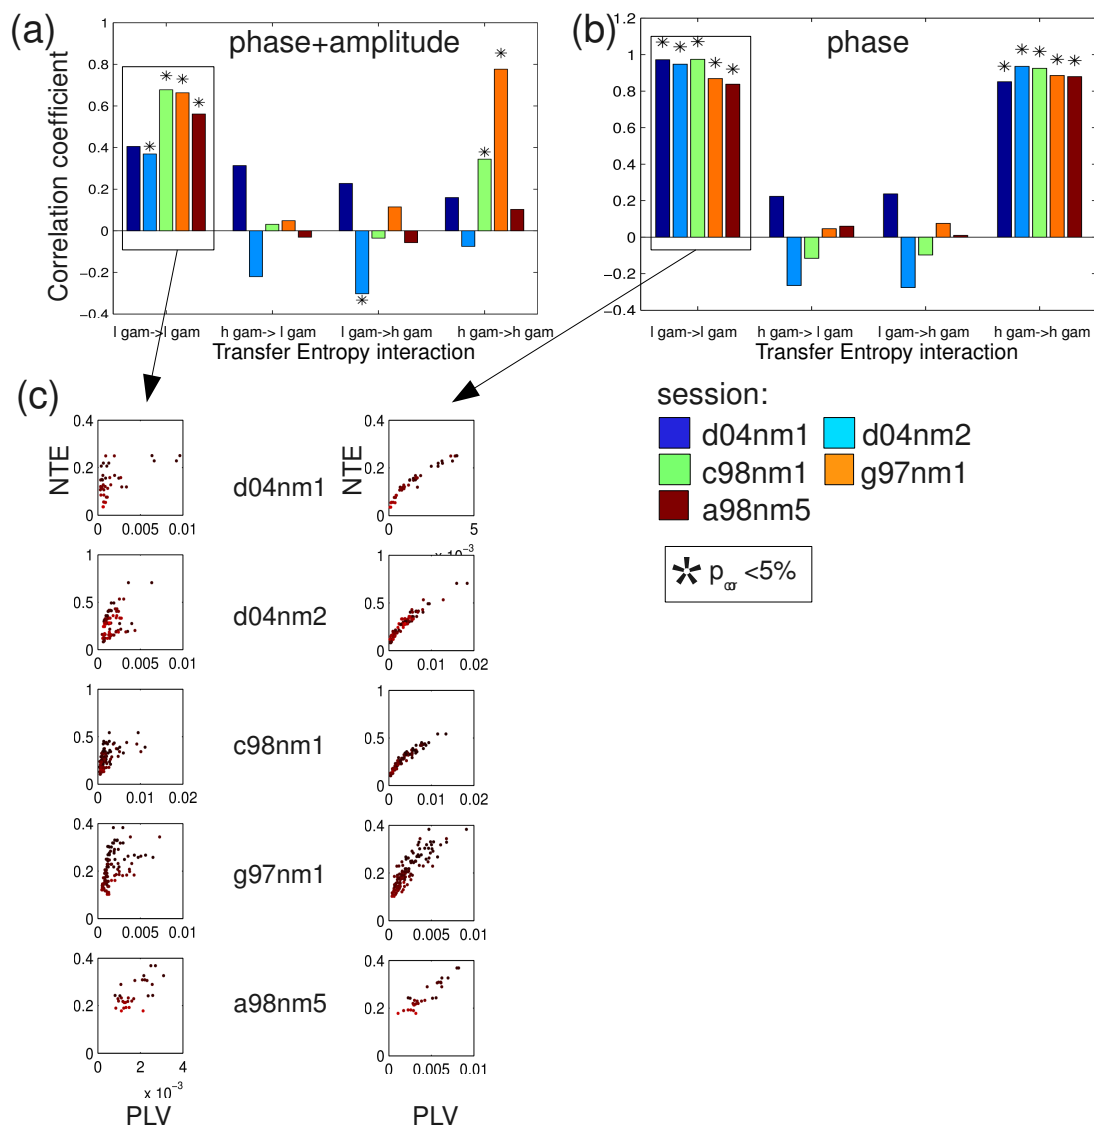 (a)
phase+amplitude
Correlation coefficient
1
0.8
0.6
0.4
0.2
0
−0.2
−0.4
l gam->l gam h gam-> l gam l gam->h gam h gam->h gam
Transfer Entropy interaction
(b)
phase
1.2
1
0.8
0.6
0.4
0.2
0
−0.2
−0.4
l gam->l gam h gam-> l gam l gam->h gam h gam->h gam
Transfer Entropy interaction
session:
d04nm1 d04nm2
c98nm1 g97nm1
a98nm5
* p_cor <5%
(c)
NTE
0.4
0.2
0
0 0.005 0.01
d04nm1
NTE
0.4
0.2
0
0 5
x 10⁻³
1
0.5
0
0 0.005 0.01
d04nm2
1
0.5
0
0 0.01 0.02
1
0.5
0
0 0.01 0.02
c98nm1
1
0.5
0
0 0.01 0.02
0.4
0.2
0
0 0.005 0.01
g97nm1
0.4
0.2
0
0 0.005 0.01
0.4
0.2
0
0 2 4
x 10⁻³
PLV
a98nm5
0.4
0.2
0
0 0.005 0.01
PLV